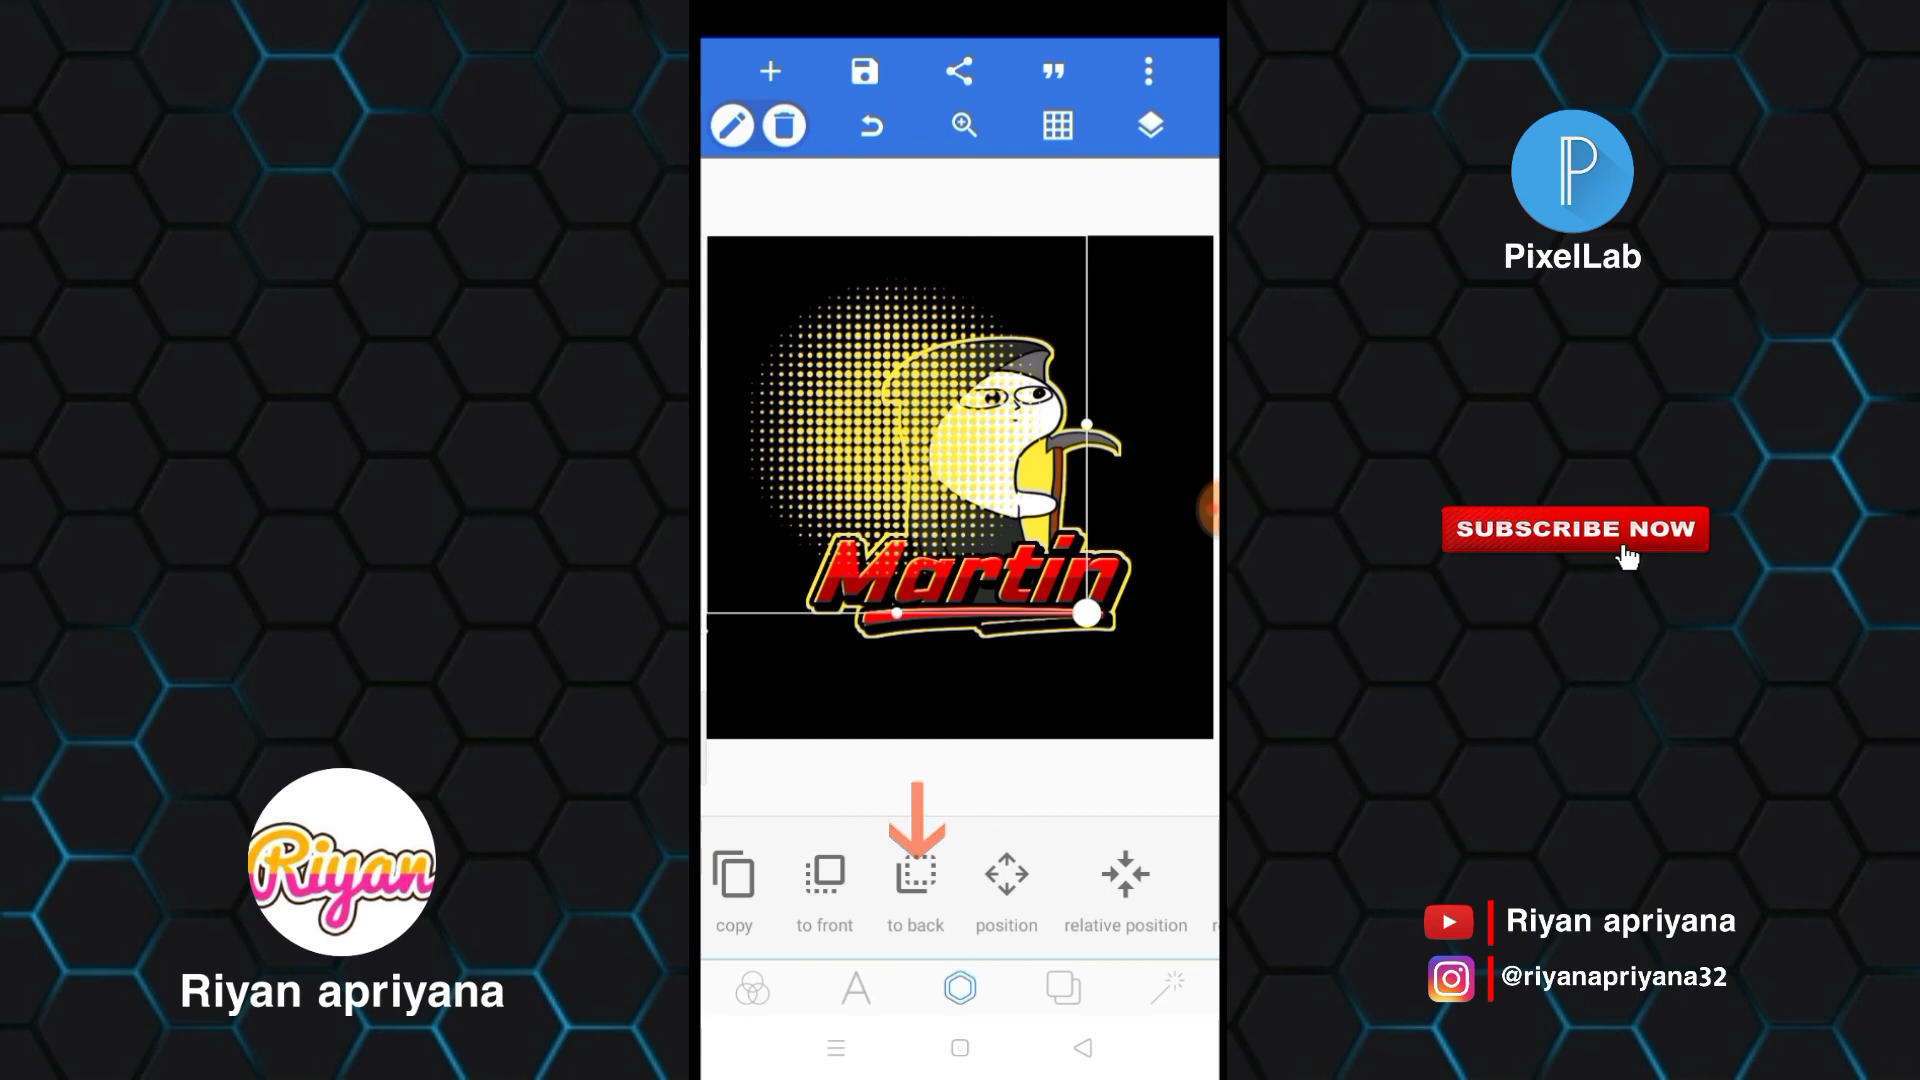 P
PixelLab
SUBSCRIBE NOW
Martin
copy
to front
to back
position
relative position
A
Riyan
Riyan apriyana
Riyan apriyana
@riyanapriyana32